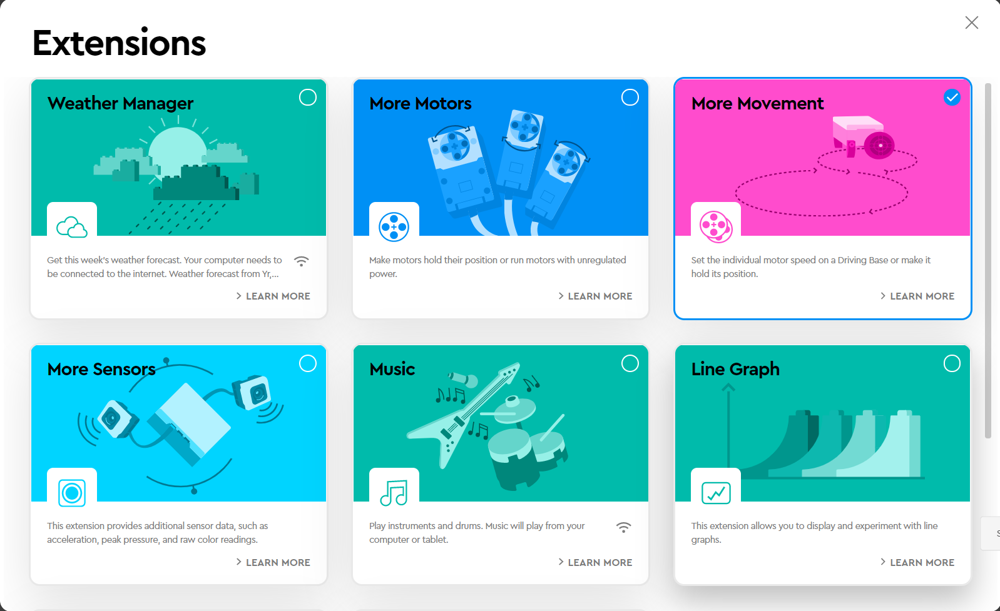 Extensions
Weather Manager
Get this week's weather forecast. Your computer needs to
be connected to the internet. Weather forecast from Yr,...
> LEARN MORE
More Motors
Make motors hold their position or run motors with unregulated
power.
> LEARN MORE
More Movement
Set the individual motor speed on a Driving Base or make it
hold its position.
> LEARN MORE
More Sensors
This extension provides additional sensor data, such as
acceleration, peak pressure, and raw color readings.
> LEARN MORE
Music
Play instruments and drums. Music will play from your
computer or tablet.
> LEARN MORE
Line Graph
This extension allows you to display and experiment with line
graphs.
> LEARN MORE